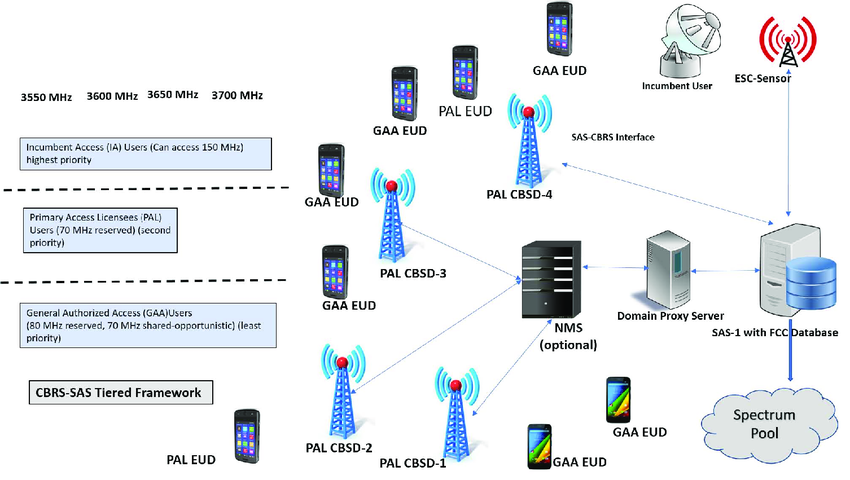 3550 MHz 3600 MHz 3650 MHz 3700 MHz
Incumbent Access (IA) Users (Can access 150 MHz)
highest priority
Primary Access Licensees (PAL)
Users (70 MHz reserved) (second
priority)
General Authorized Access (GAA)Users
(80 MHz reserved, 70 MHz shared-opportunistic) (least
priority)
CBRS-SAS Tiered Framework
GAA EUD
PAL EUD
GAA EUD
Incumbent User
ESC-Sensor
SAS-CBRS Interface
GAA EUD
PAL CBSD-4
PAL CBSD-3
GAA EUD
NMS
(optional)
Domain Proxy Server
SAS-1 with FCC Database
PAL CBSD-2
PAL CBSD-1
PAL EUD
GAA EUD
GAA EUD
Spectrum
Pool